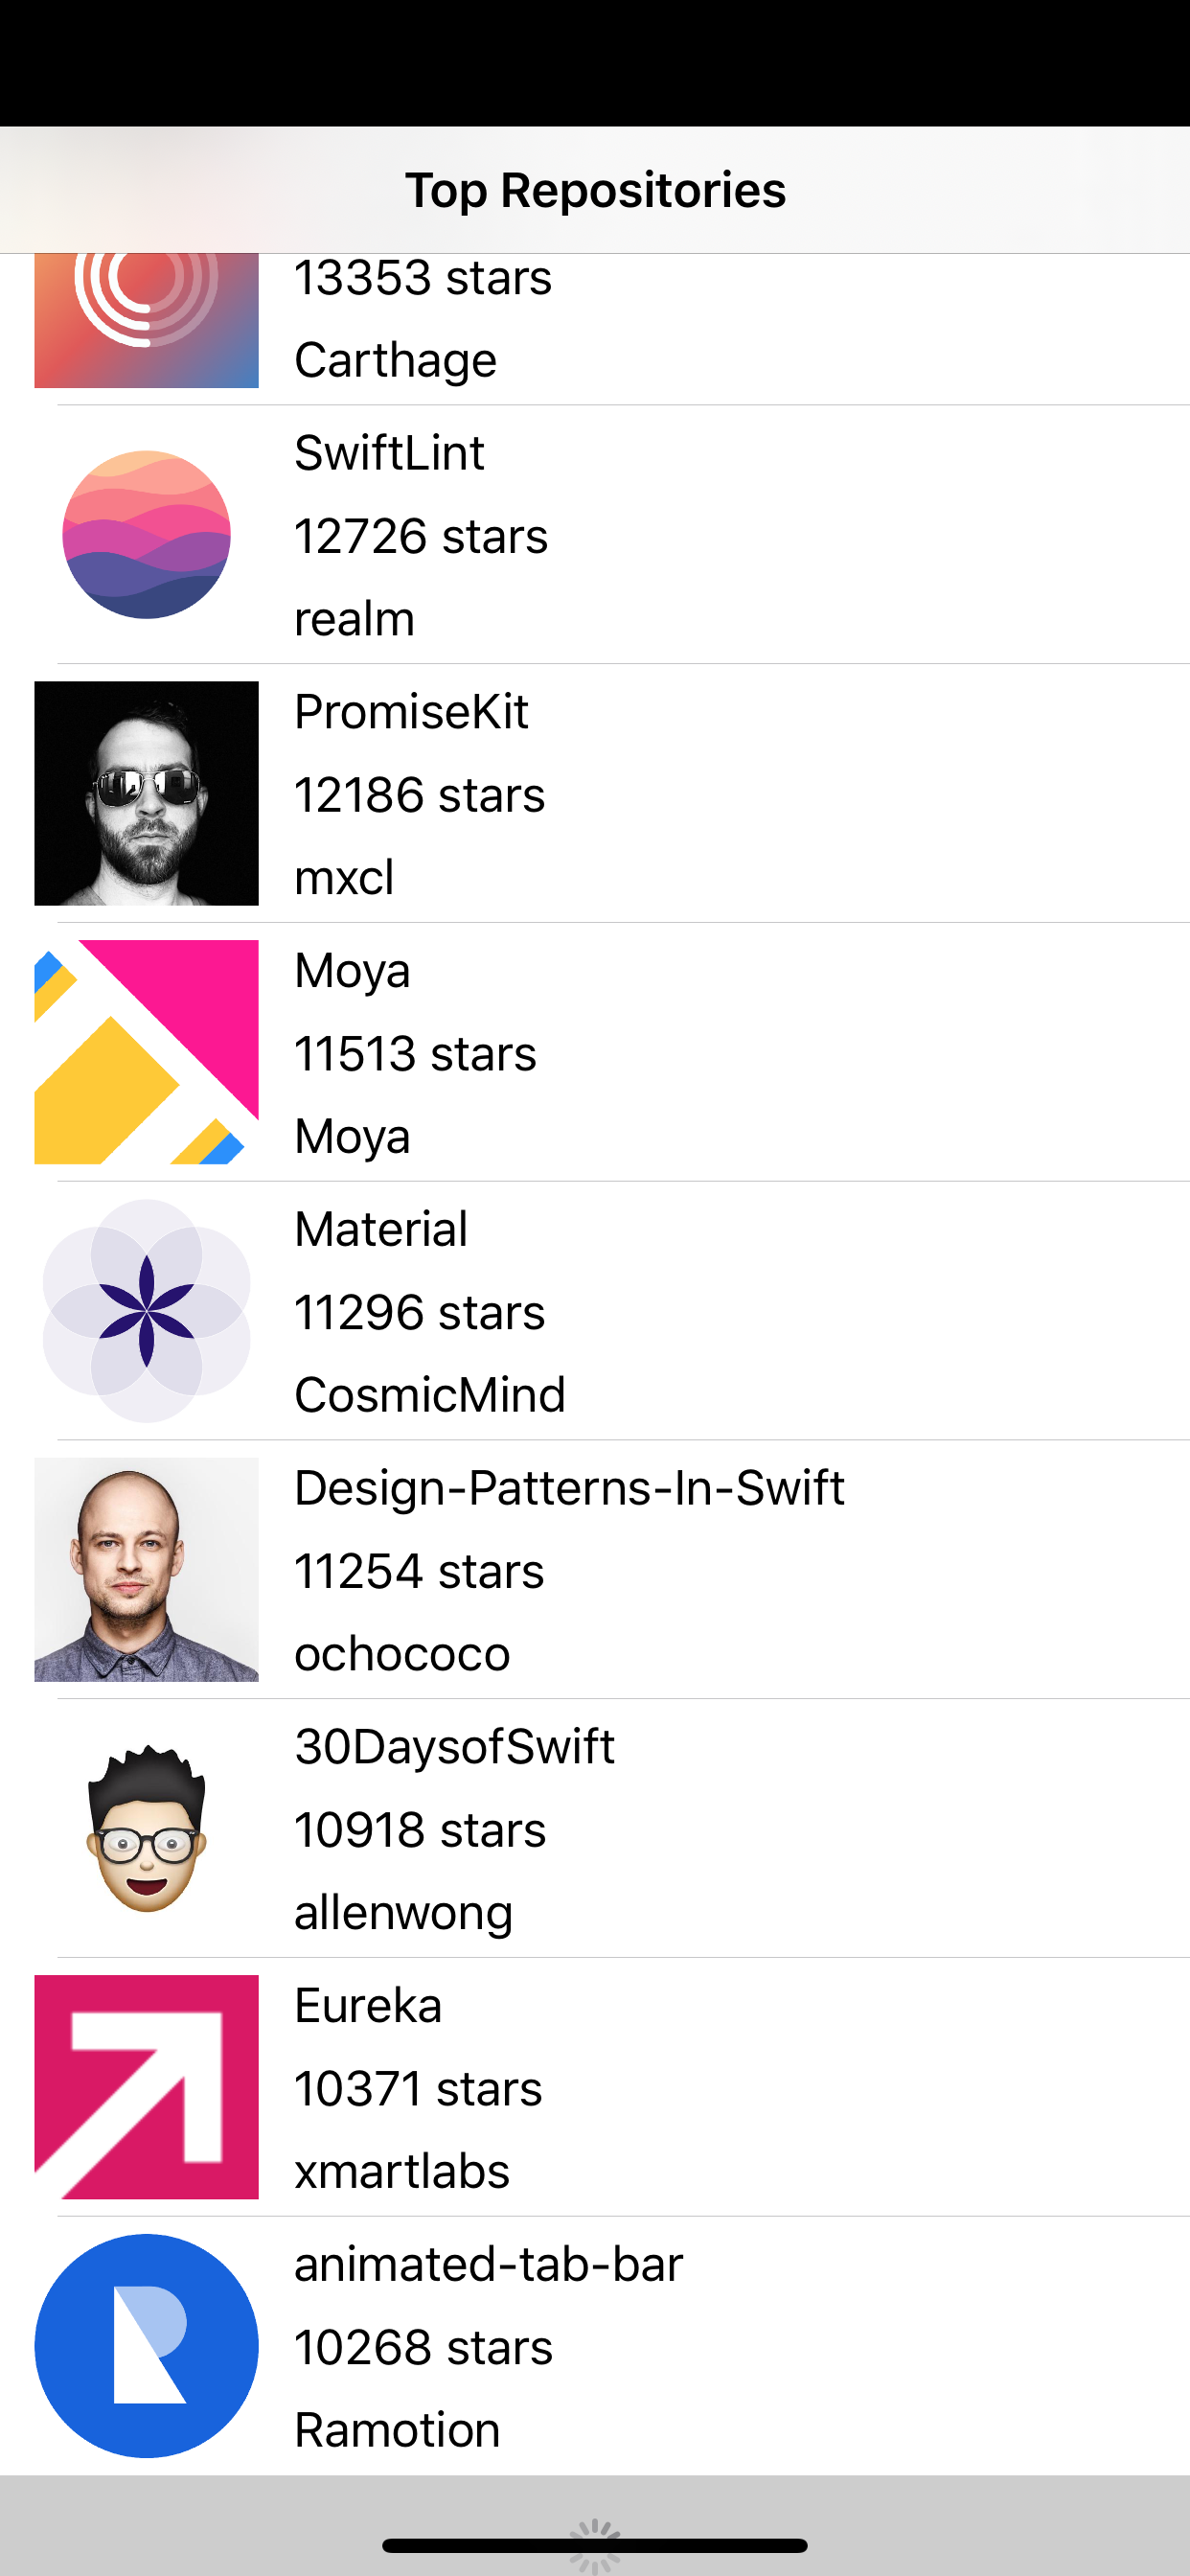 Top Repositories
13353 stars
Carthage
SwiftLint
12726 stars
realm
PromiseKit
12186 stars
mxcl
Moya
11513 stars
Moya
Material
11296 stars
CosmicMind
Design-Patterns-In-Swift
11254 stars
ochococo
30DaysofSwift
10918 stars
allenwong
Eureka
10371 stars
xmartlabs
animated-tab-bar
10268 stars
Ramotion